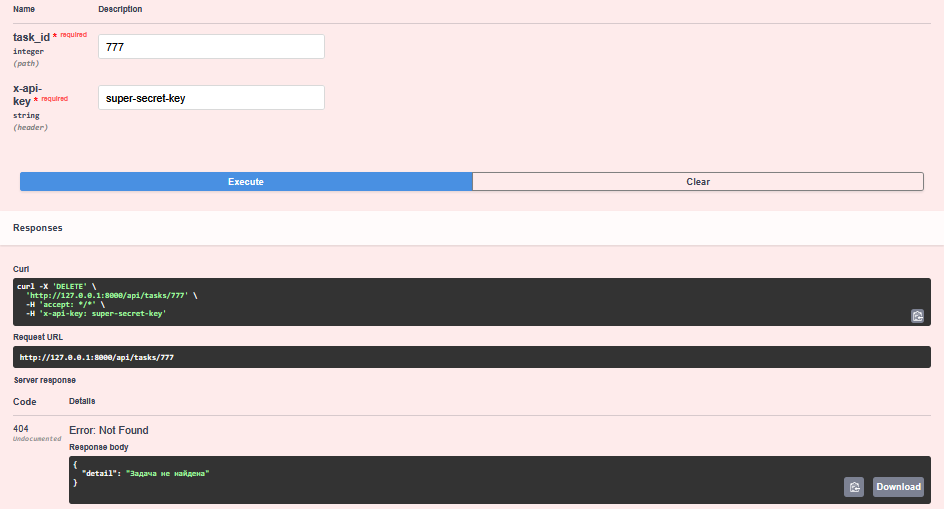 Name Description
task_id * required
777
integer
(path)
x-api-
key * required
super-secret-key
string
(header)
Execute Clear
Responses
Curl
curl -X 'DELETE' \
'http://127.0.0.1:8000/api/tasks/777' \
-H 'accept: */*' \
-H 'x-api-key: super-secret-key'
Request URL
http://127.0.0.1:8000/api/tasks/777
Server response
Code Details
404
Undocumented
Error: Not Found
Response body
{
"detail": "Задача не найдена"
}
Download